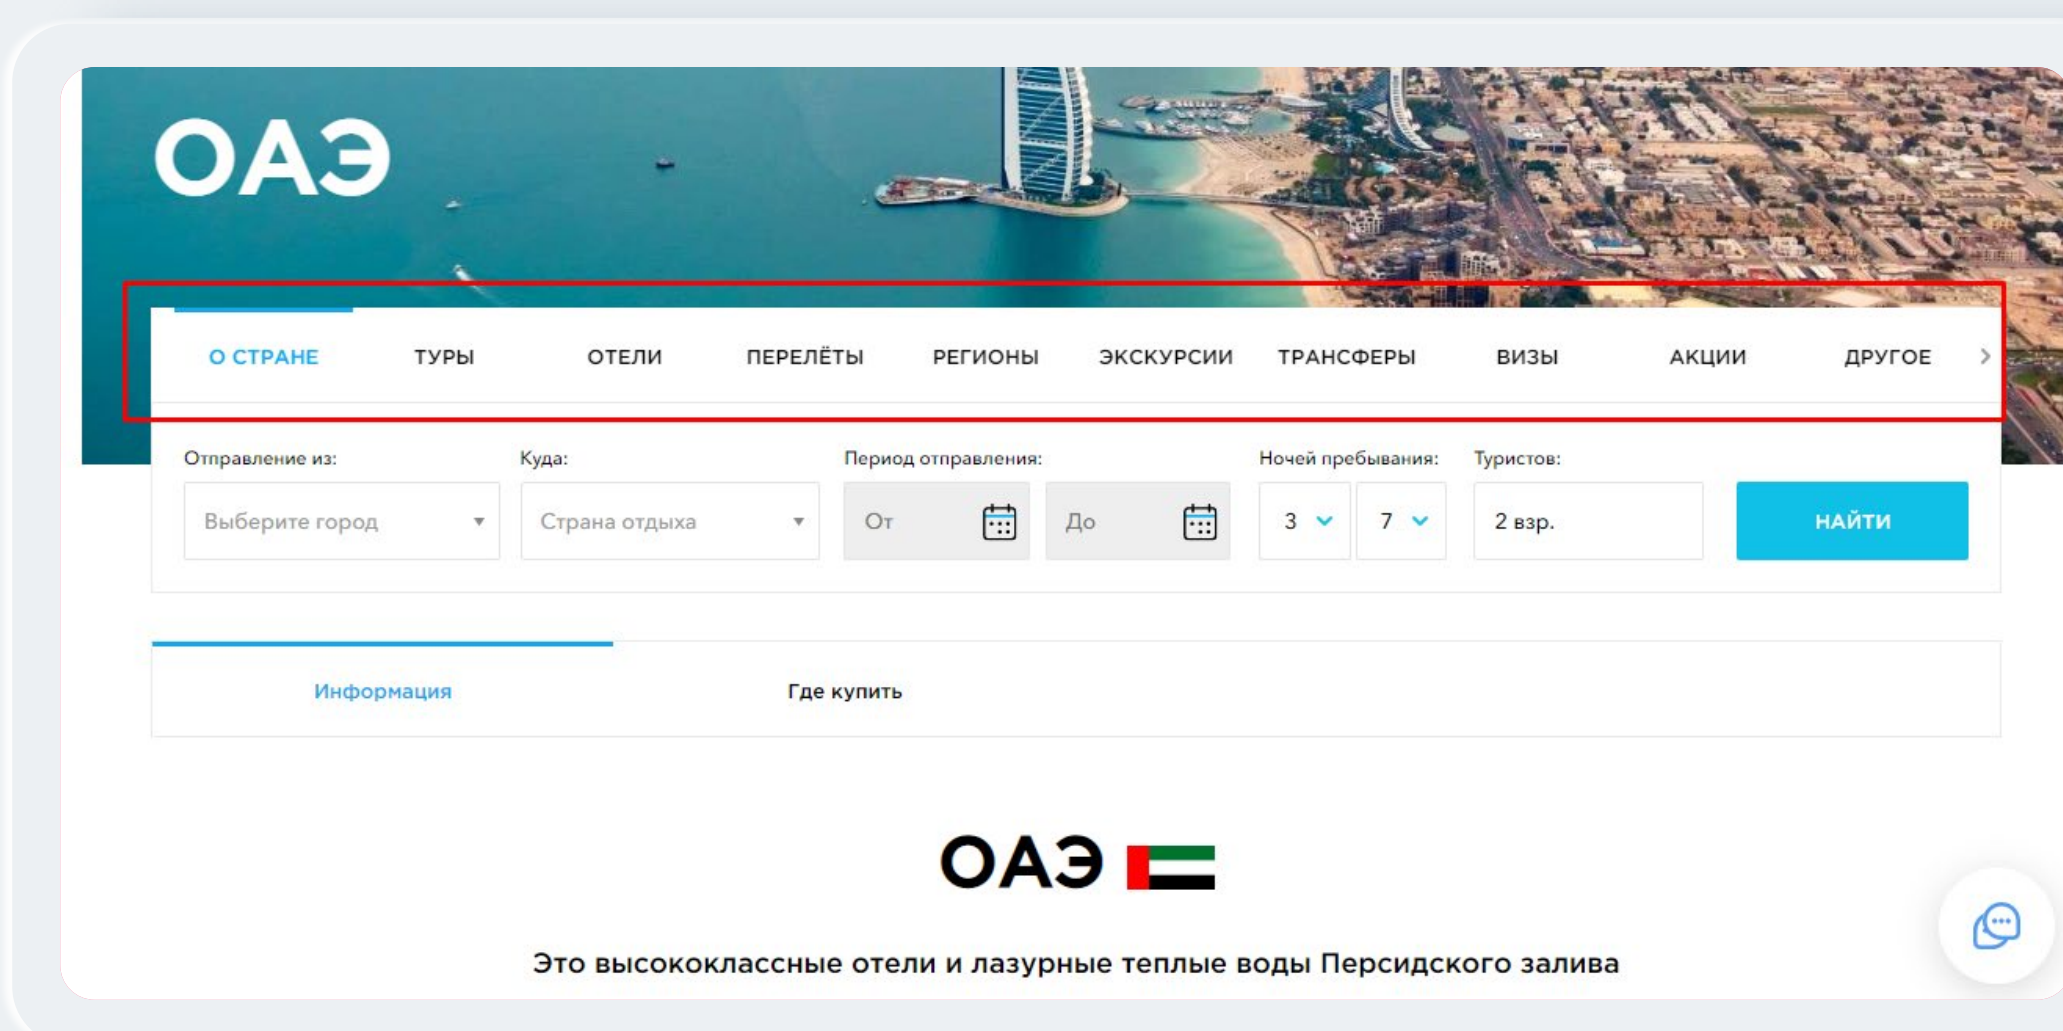 ОАЭ
О СТРАНЕ ТУРЫ ОТЕЛИ ПЕРЕЛЁТЫ РЕГИОНЫ ЭКСКУРСИИ ТРАНСФЕРЫ ВИЗЫ АКЦИИ ДРУГОЕ
Отправление из: Куда: Период отправления: Ночей пребывания: Туристов:
Выберите город Страна отдыха От До 3 7 2 взр. НАЙТИ
Информация Где купить
ОАЭ
Это высококлассные отели и лазурные теплые воды Персидского залива